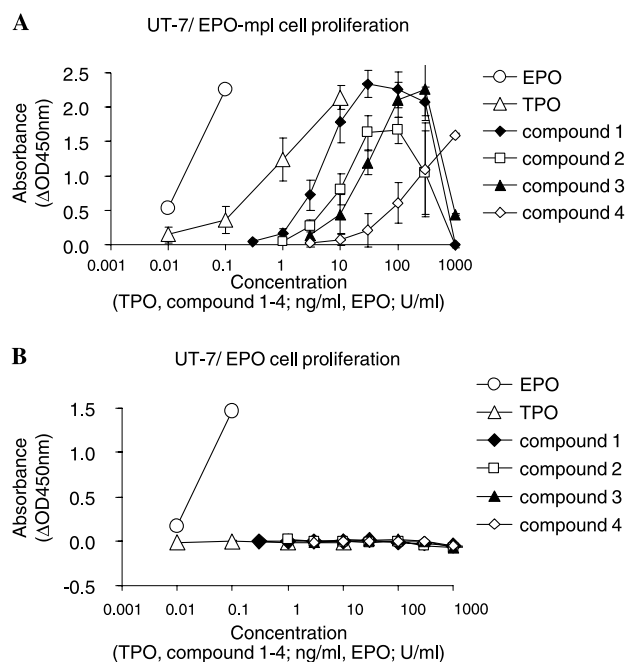 A
UT-7/ EPO-mpl cell proliferation
Absorbance
(ΔOD450nm)
2.5
2.0
1.5
1.0
0.5
0.0
0.001 0.01 0.1 1 10 100 1000
Concentration
(TPO, compound 1-4; ng/ml, EPO; U/ml)
EPO
TPO
compound 1
compound 2
compound 3
compound 4
B
UT-7/ EPO cell proliferation
Absorbance
(ΔOD450nm)
1.5
1.0
0.5
0.0
-0.5
0.001 0.01 0.1 1 10 100 1000
Concentration
(TPO, compound 1-4; ng/ml, EPO; U/ml)
EPO
TPO
compound 1
compound 2
compound 3
compound 4